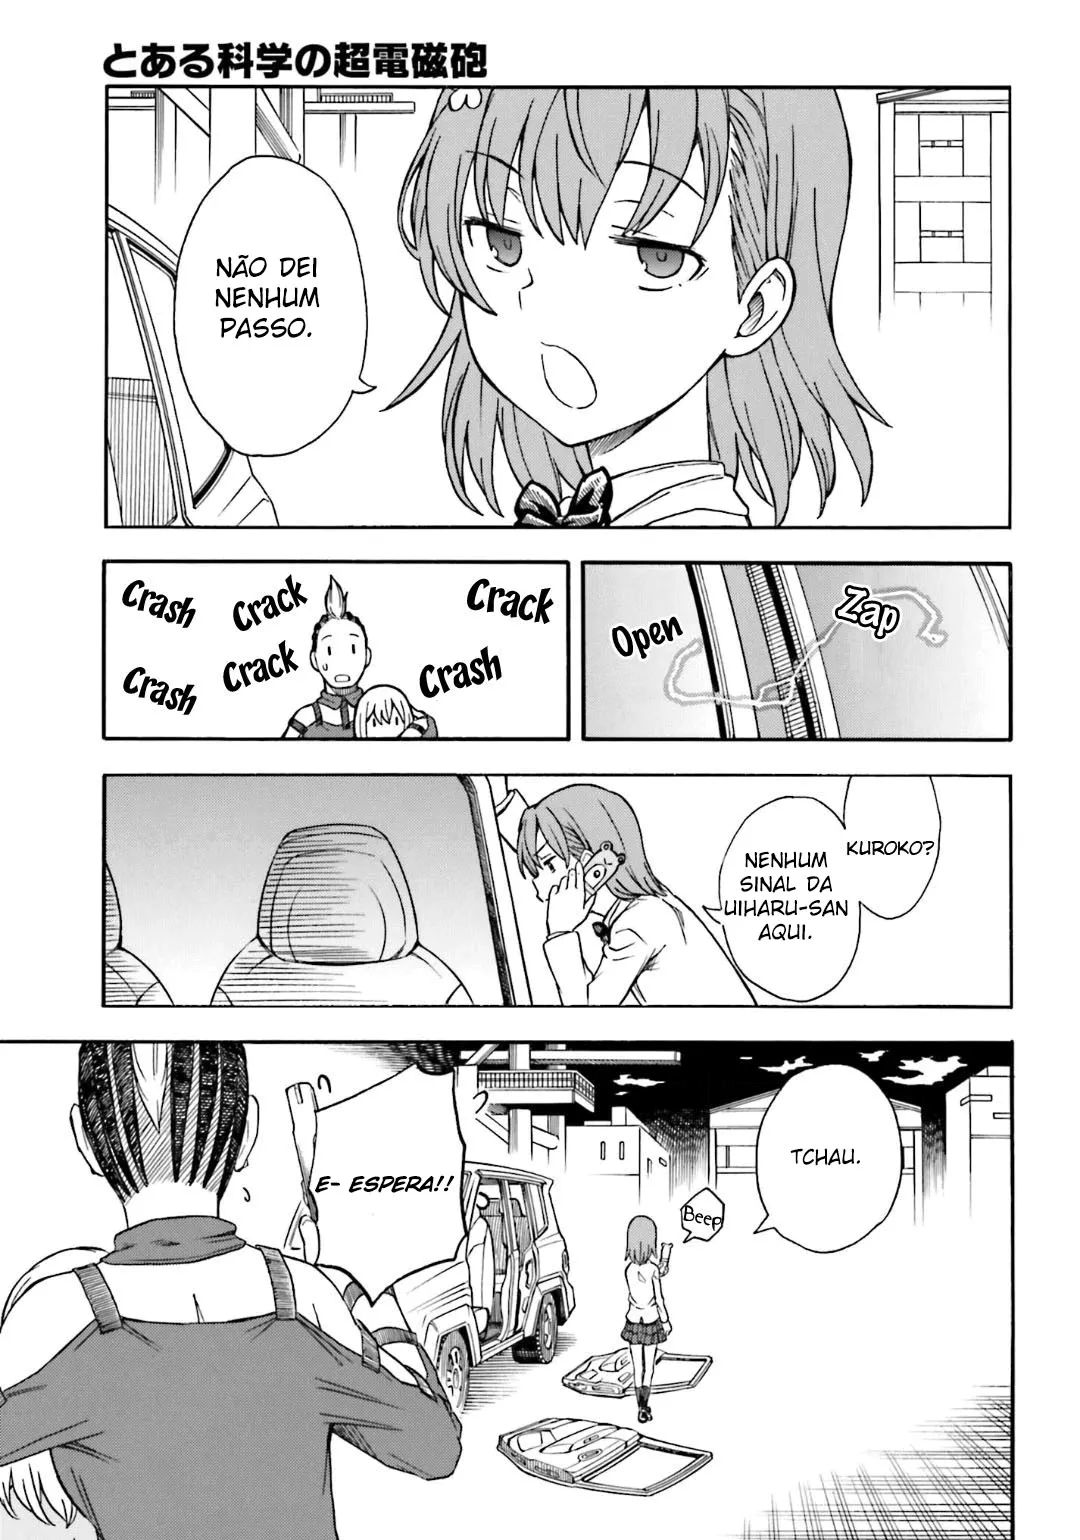 とある科学の超電磁砲
NÃO DEI
NENHUM
PASSO.
Zap
Open
Crack
Crash
Crack
Crack
Crash
Crash
KUROKO?
NENHUM
SINAL DA
UIHARU-SAN
AQUI.
TCHAU.
Beep
E- ESPERA!!